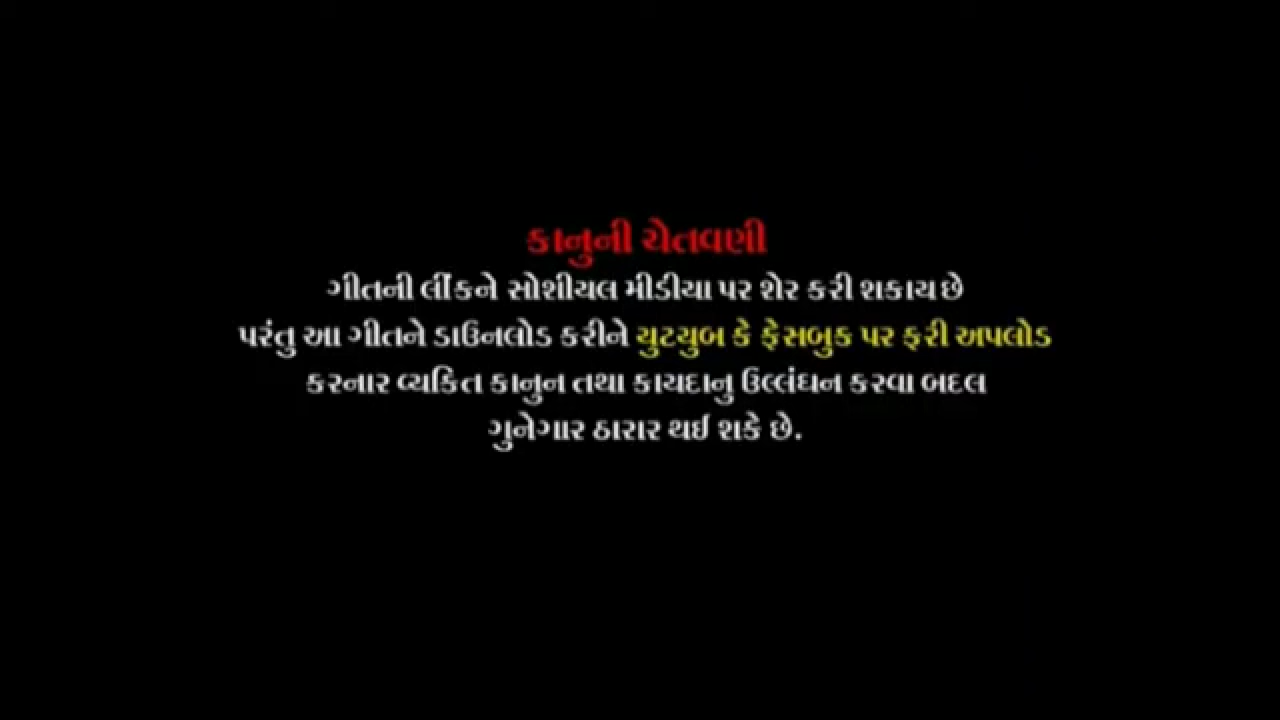 કાનુની ચેતવણી
ગીતની લીંકને સોશીયલ મીડીયા પર શેર કરી શકાય છે
પરંતુ આ ગીતને ડાઉનલોડ કરીને યુટયુબ કે ફેસબુક પર ફરી અપલોડ
કરનાર વ્યકિત કાનુન તથા કાયદાનુ ઉલ્લંઘન કરવા બદલ
ગુનેગાર ઠારાર થઈ શકે છે.